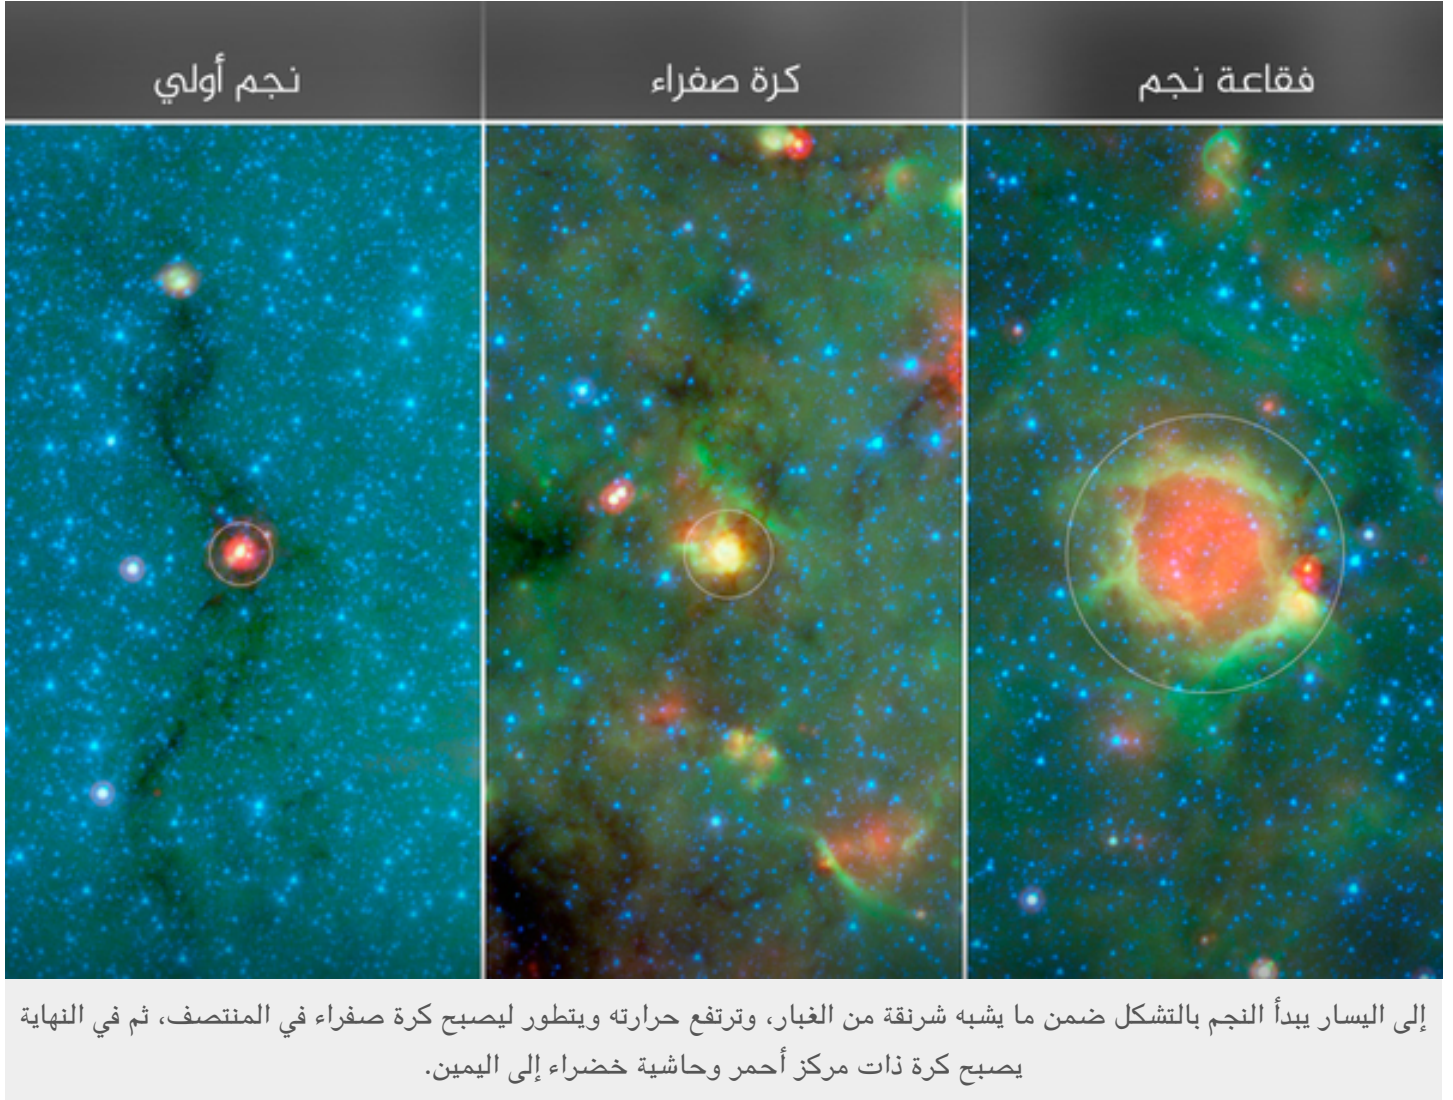 نجم أولي
كرة صفراء
فقاعة نجم
إلى اليسار يبدأ النجم بالتشكل ضمن ما يشبه شرنقة من الغبار، وترتفع حرارته ويتطور ليصبح كرة صفراء في المنتصف، ثم في النهاية
يصبح كرة ذات مركز أحمر وحاشية خضراء إلى اليمين.